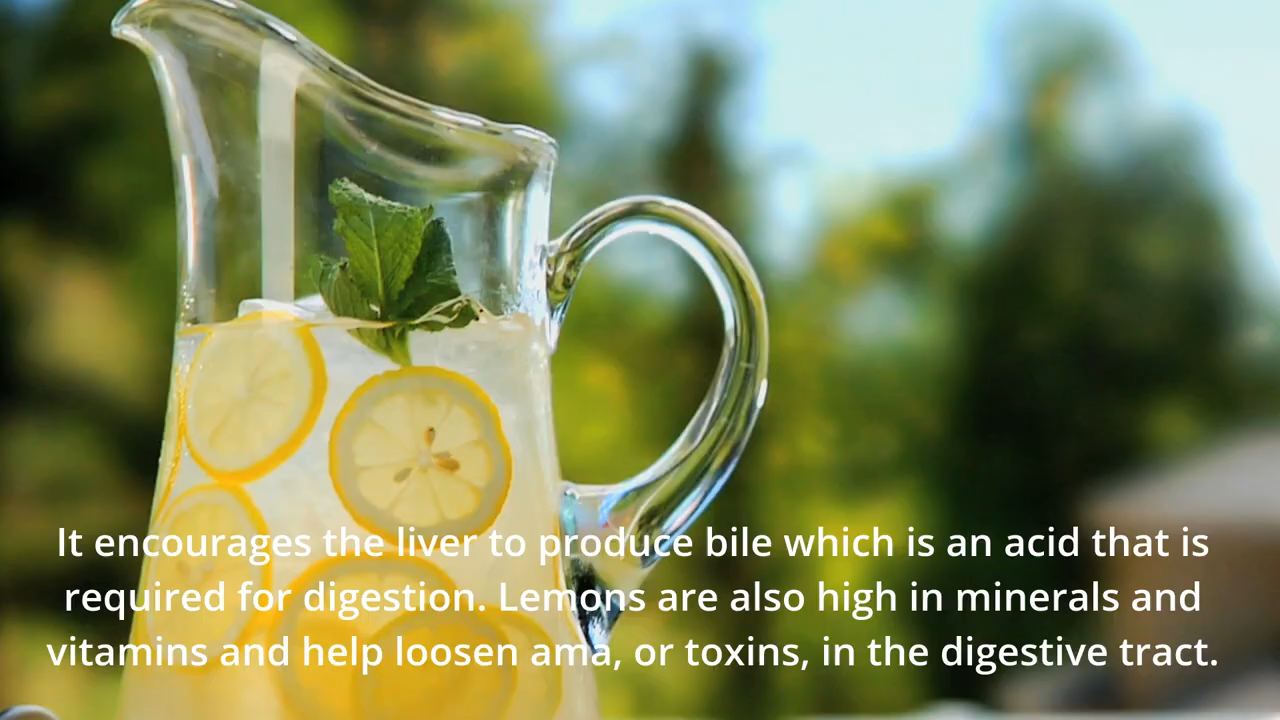 It encourages the liver to produce bile which is an acid that is
required for digestion. Lemons are also high in minerals and
vitamins and help loosen ama, or toxins, in the digestive tract.